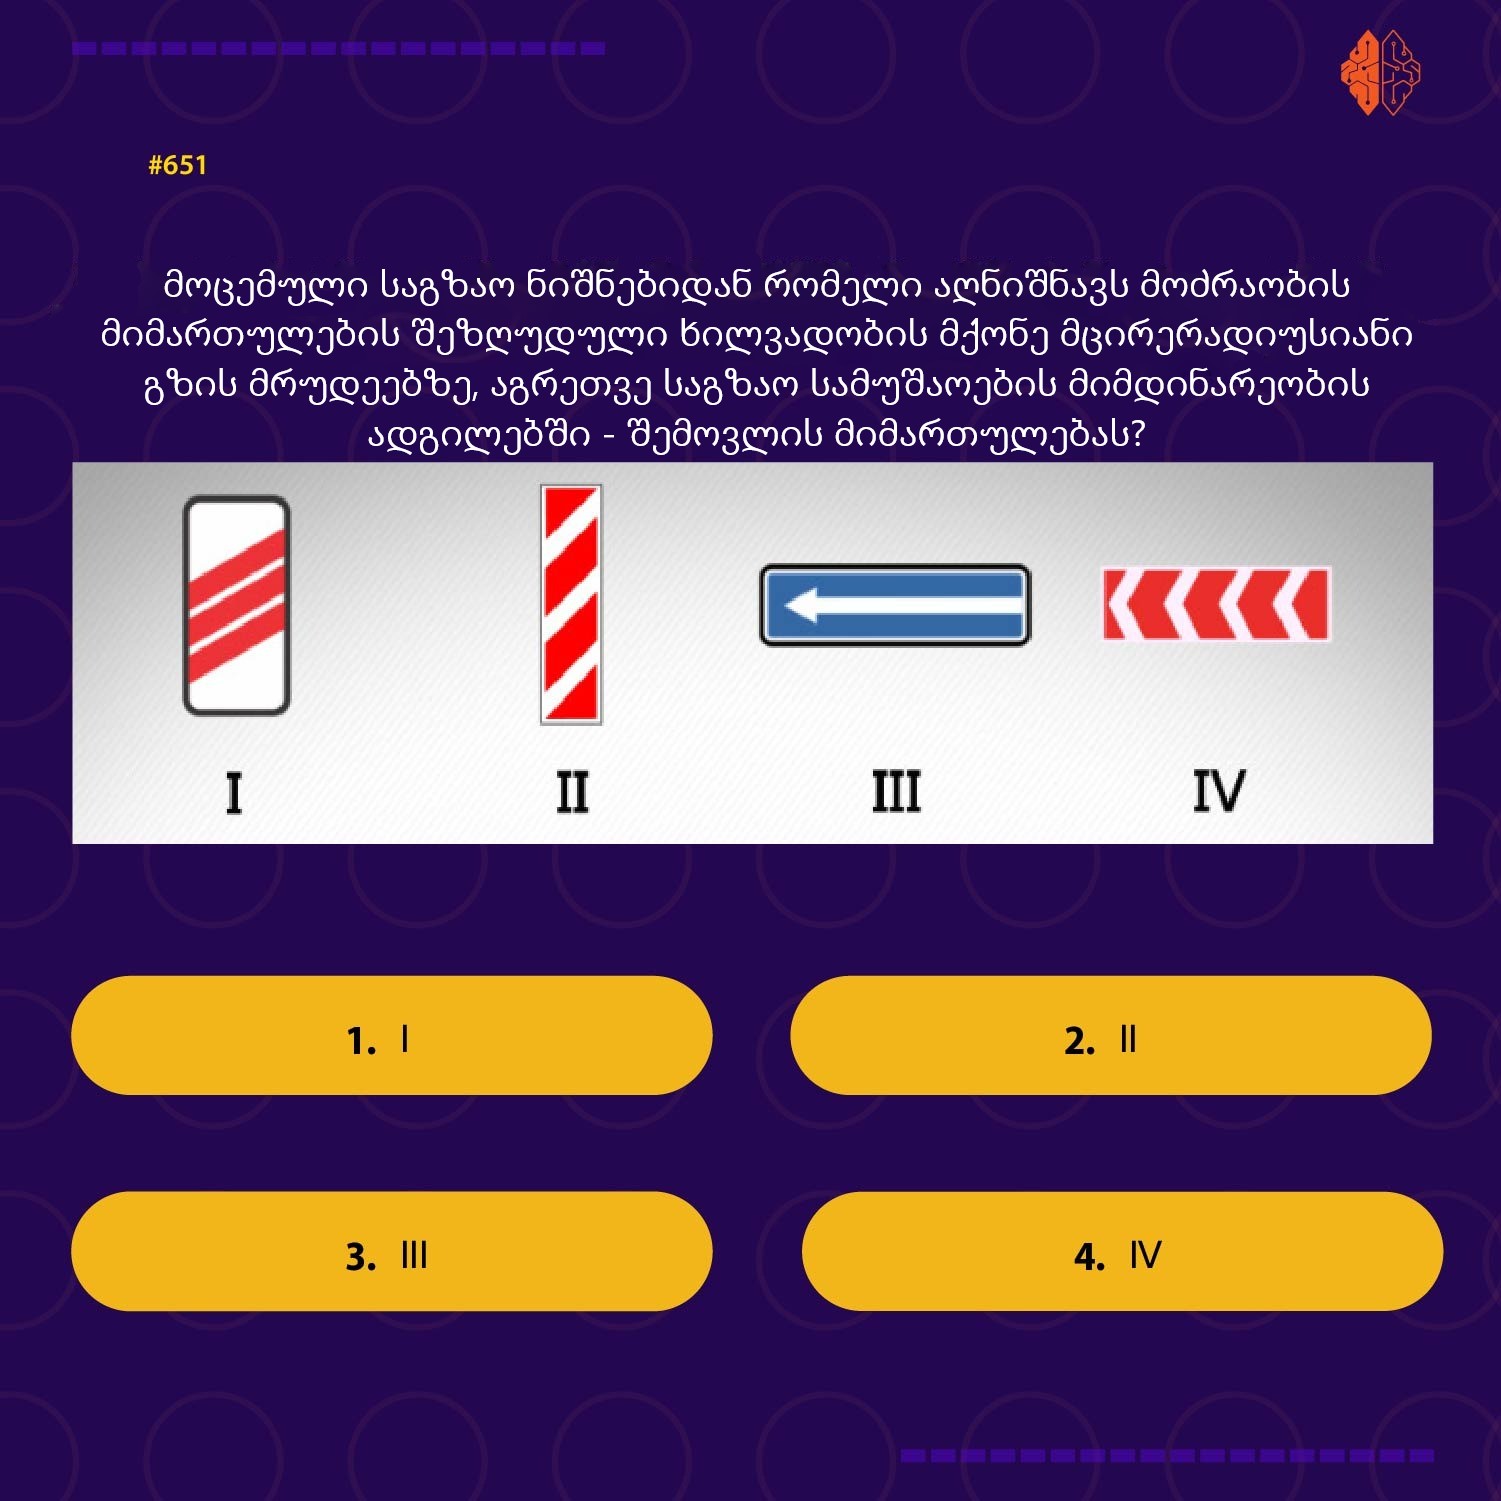 #651
მოცემული საგზაო ნიშნებიდან რომელი აღნიშნავს მოძრაობის
მიმართულების შეზღუდული ხილვადობის მქონე მცირერადიუსიანი
გზის მრუდეებზე, აგრეთვე საგზაო სამუშაოების მიმდინარეობის
ადგილებში - შემოვლის მიმართულებას?
I II III IV
1. I
2. II
3. III
4. IV